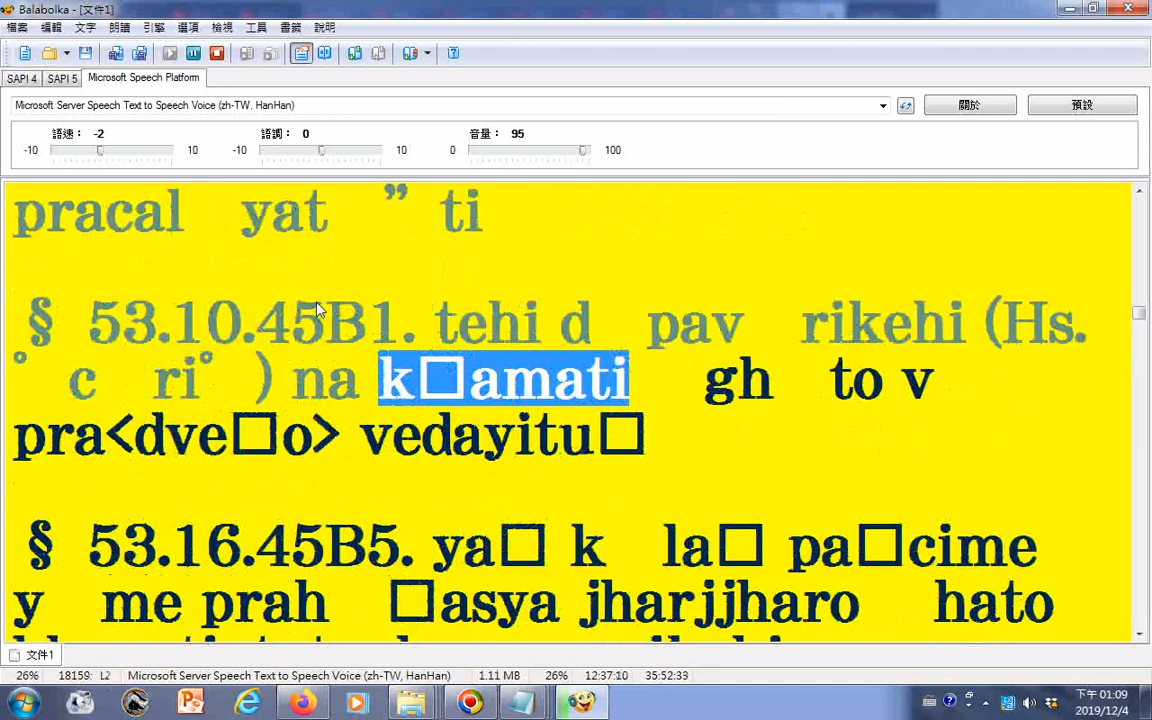 Balabolka - [文件1]
檔案 編輯 文字 朗讀 引擎 選項 檢視 工具 書籤 說明
SAPI 4 SAPI 5 Microsoft Speech Platform
Microsoft Server Speech Text to Speech Voice (zh-TW, HanHan)
關於
預設
語速： -2 語調： 0 音量： 95
-10 10 -10 10 0 100
pracal yat ” ti
§ 53.10.45B1. tehi d pav rikehi (Hs.
° c ri° ) na k□amati gh to v
pra<dve□o> vedayitu□
§ 53.16.45B5. ya□ k la□ pa□cime
y me prah □asya jharjjharo hato
文件1
26% 18159: L2 Microsoft Server Speech Text to Speech Voice (zh-TW, HanHan) 1.11 MB 26% 12:37:10 35:52:33
下午 01:09
2019/12/4